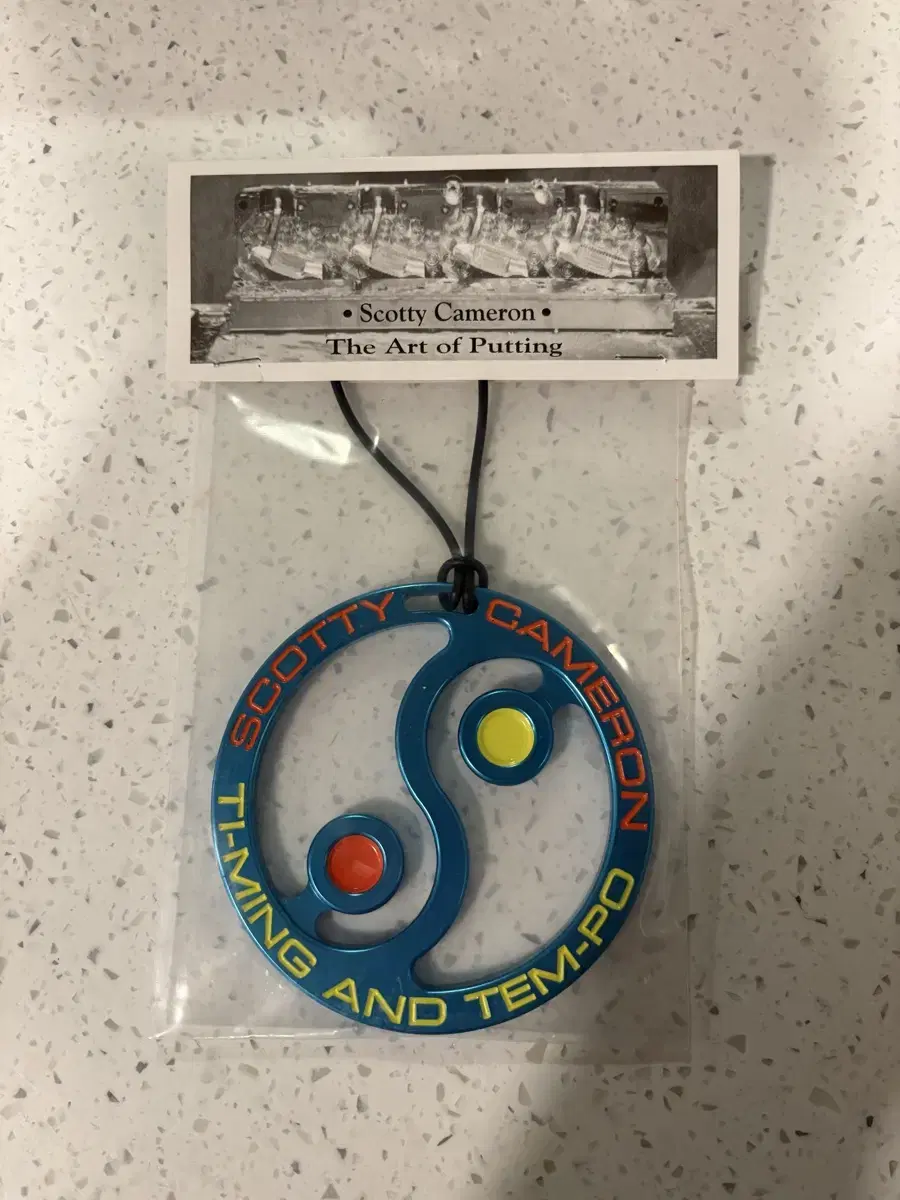 • Scotty Cameron •
The Art of Putting
SCOTTY CAMERON
TI-MING AND TEM-PO